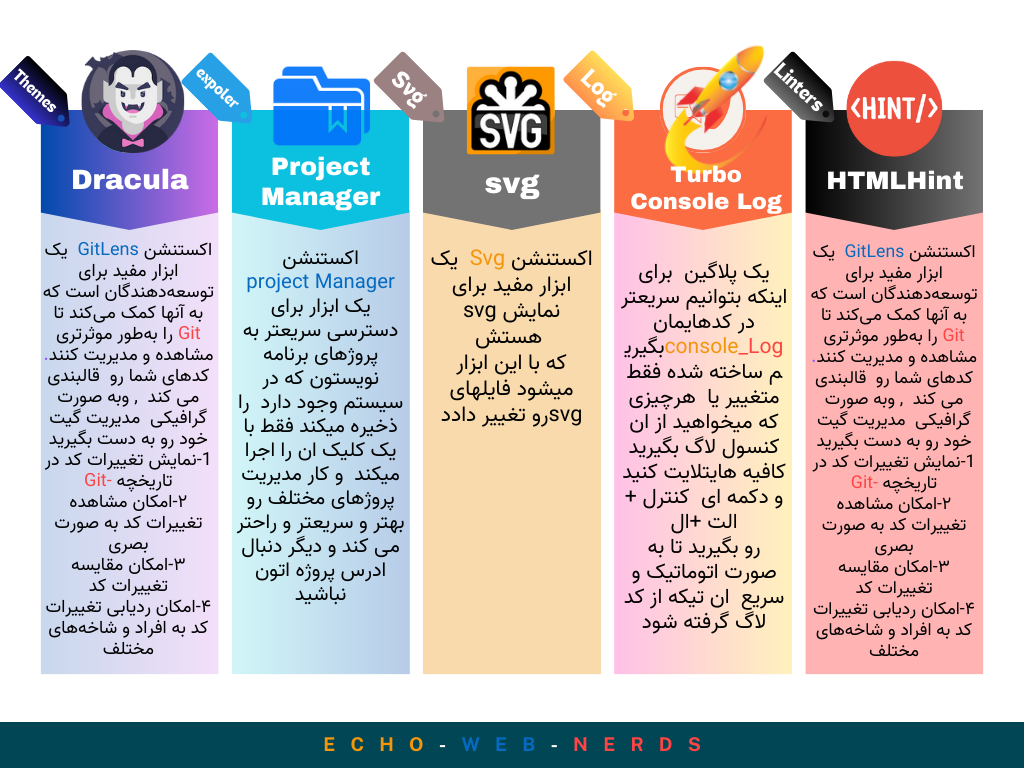 Themes
Dracula
اکستنشن GitLens یک
ابزار مفید برای
توسعه‌دهندگان است که
به آنها کمک می‌کند تا
Git را به‌طور موثرتری
مشاهده و مدیریت کنند.
کدهای شما رو قالبندی
می کند , وبه صورت
گرافیکی مدیریت گیت
خود رو به دست بگیرید
1-نمایش تغییرات کد در
تاریخچه Git-
۲-امکان مشاهده
تغییرات کد به صورت
بصری
۳-امکان مقایسه
تغییرات کد
۴-امکان ردیابی تغییرات
کد به افراد و شاخه‌های
مختلف
expoler
Project
Manager
اکستنشن
project Manager
یک ابزار برای
دسترسی سریعتر به
پروژهای برنامه
نویستون که در
سیستم وجود دارد را
ذخیره میکند فقط با
یک کلیک ان را اجرا
میکند و کار مدیریت
پروژهای مختلف رو
بهتر و سریعتر و راحتر
می کند و دیگر دنبال
ادرس پروژه اتون
نباشید
Svg
SVG
svg
اکستنشن Svg یک
ابزار مفید برای
نمایش svg
هستش
که با این ابزار
میشود فایلهای
svgرو تغییر دادد
Log
Turbo
Console Log
یک پلاگین برای
اینکه بتوانیم سریعتر
در کدهایمان
console_Logبگیری
م ساخته شده فقط
متغییر یا هرچیزی
که میخواهید از ان
کنسول لاگ بگیرید
کافیه هایتلایت کنید
و دکمه ای کنترل +
الت +ال
رو بگیرید تا به
صورت اتوماتیک و
سریع ان تیکه از کد
لاگ گرفته شود
Linters
<HINT/>
HTMLHint
اکستنشن GitLens یک
ابزار مفید برای
توسعه‌دهندگان است که
به آنها کمک می‌کند تا
Git را به‌طور موثرتری
مشاهده و مدیریت کنند.
کدهای شما رو قالبندی
می کند , وبه صورت
گرافیکی مدیریت گیت
خود رو به دست بگیرید
1-نمایش تغییرات کد در
تاریخچه Git-
۲-امکان مشاهده
تغییرات کد به صورت
بصری
۳-امکان مقایسه
تغییرات کد
۴-امکان ردیابی تغییرات
کد به افراد و شاخه‌های
مختلف
ECHO-WEB-NERDS